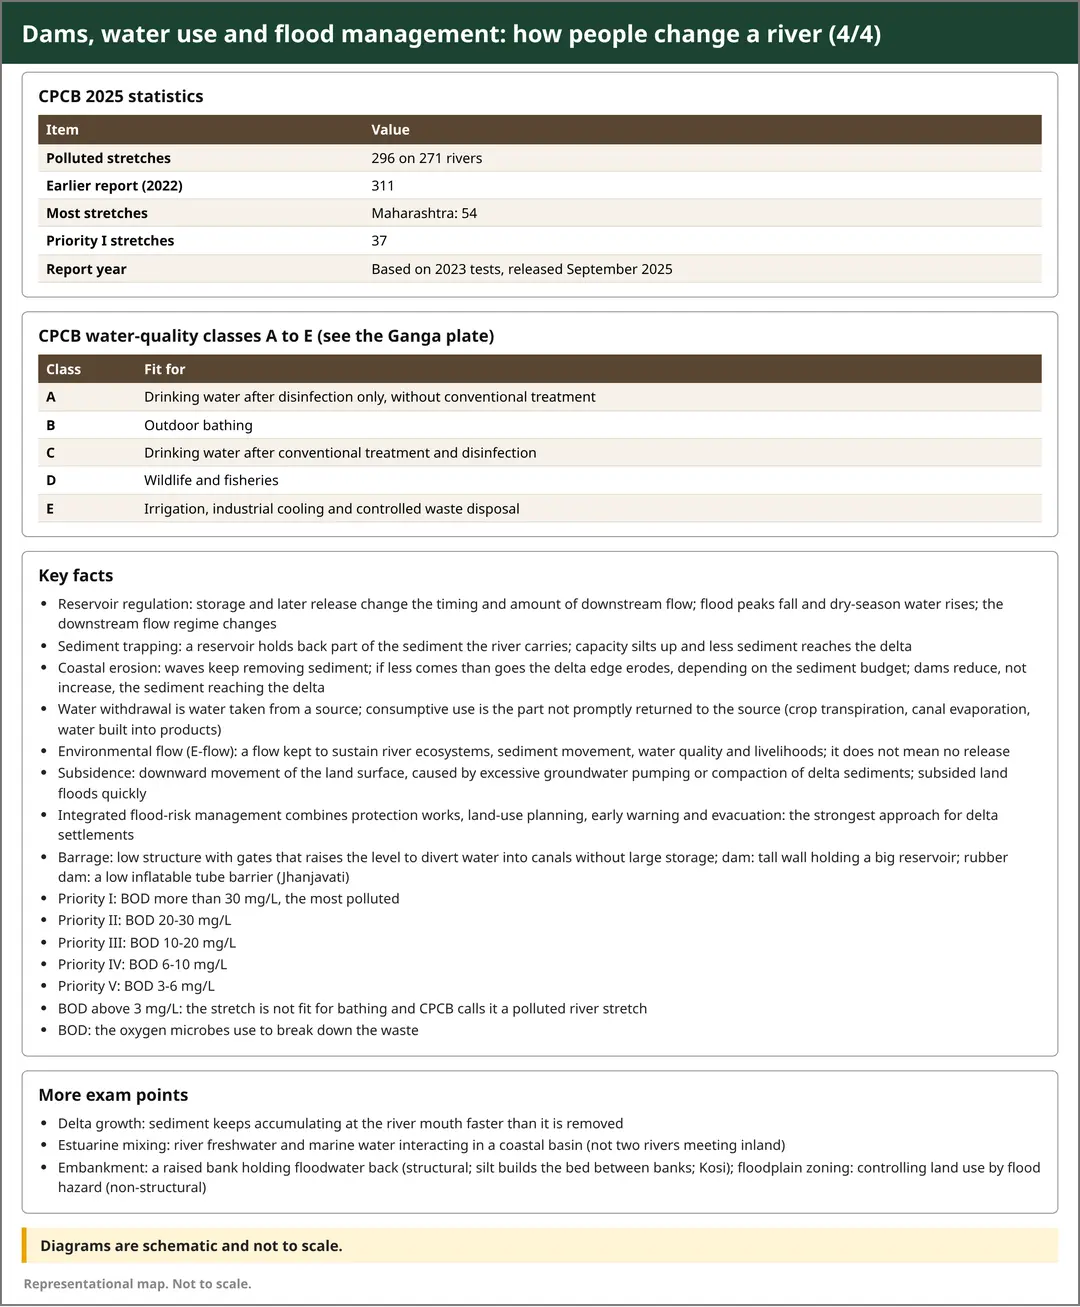 Dams, water use and flood management: how people change a river (4/4)
CPCB 2025 statistics
Item Value
Polluted stretches 296 on 271 rivers
Earlier report (2022) 311
Most stretches Maharashtra: 54
Priority I stretches 37
Report year Based on 2023 tests, released September 2025
CPCB water-quality classes A to E (see the Ganga plate)
Class Fit for
A Drinking water after disinfection only, without conventional treatment
B Outdoor bathing
C Drinking water after conventional treatment and disinfection
D Wildlife and fisheries
E Irrigation, industrial cooling and controlled waste disposal
Key facts
• Reservoir regulation: storage and later release change the timing and amount of downstream flow; flood peaks fall and dry-season water rises; the
downstream flow regime changes
• Sediment trapping: a reservoir holds back part of the sediment the river carries; capacity silts up and less sediment reaches the delta
• Coastal erosion: waves keep removing sediment; if less comes than goes the delta edge erodes, depending on the sediment budget; dams reduce, not
increase, the sediment reaching the delta
• Water withdrawal is water taken from a source; consumptive use is the part not promptly returned to the source (crop transpiration, canal evaporation,
water built into products)
• Environmental flow (E-flow): a flow kept to sustain river ecosystems, sediment movement, water quality and livelihoods; it does not mean no release
• Subsidence: downward movement of the land surface, caused by excessive groundwater pumping or compaction of delta sediments; subsided land
floods quickly
• Integrated flood-risk management combines protection works, land-use planning, early warning and evacuation: the strongest approach for delta
settlements
• Barrage: low structure with gates that raises the level to divert water into canals without large storage; dam: tall wall holding a big reservoir; rubber
dam: a low inflatable tube barrier (Jhanjavati)
• Priority I: BOD more than 30 mg/L, the most polluted
• Priority II: BOD 20-30 mg/L
• Priority III: BOD 10-20 mg/L
• Priority IV: BOD 6-10 mg/L
• Priority V: BOD 3-6 mg/L
• BOD above 3 mg/L: the stretch is not fit for bathing and CPCB calls it a polluted river stretch
• BOD: the oxygen microbes use to break down the waste
More exam points
• Delta growth: sediment keeps accumulating at the river mouth faster than it is removed
• Estuarine mixing: river freshwater and marine water interacting in a coastal basin (not two rivers meeting inland)
• Embankment: a raised bank holding floodwater back (structural; silt builds the bed between banks; Kosi); floodplain zoning: controlling land use by flood
hazard (non-structural)
Diagrams are schematic and not to scale.
Representational map. Not to scale.